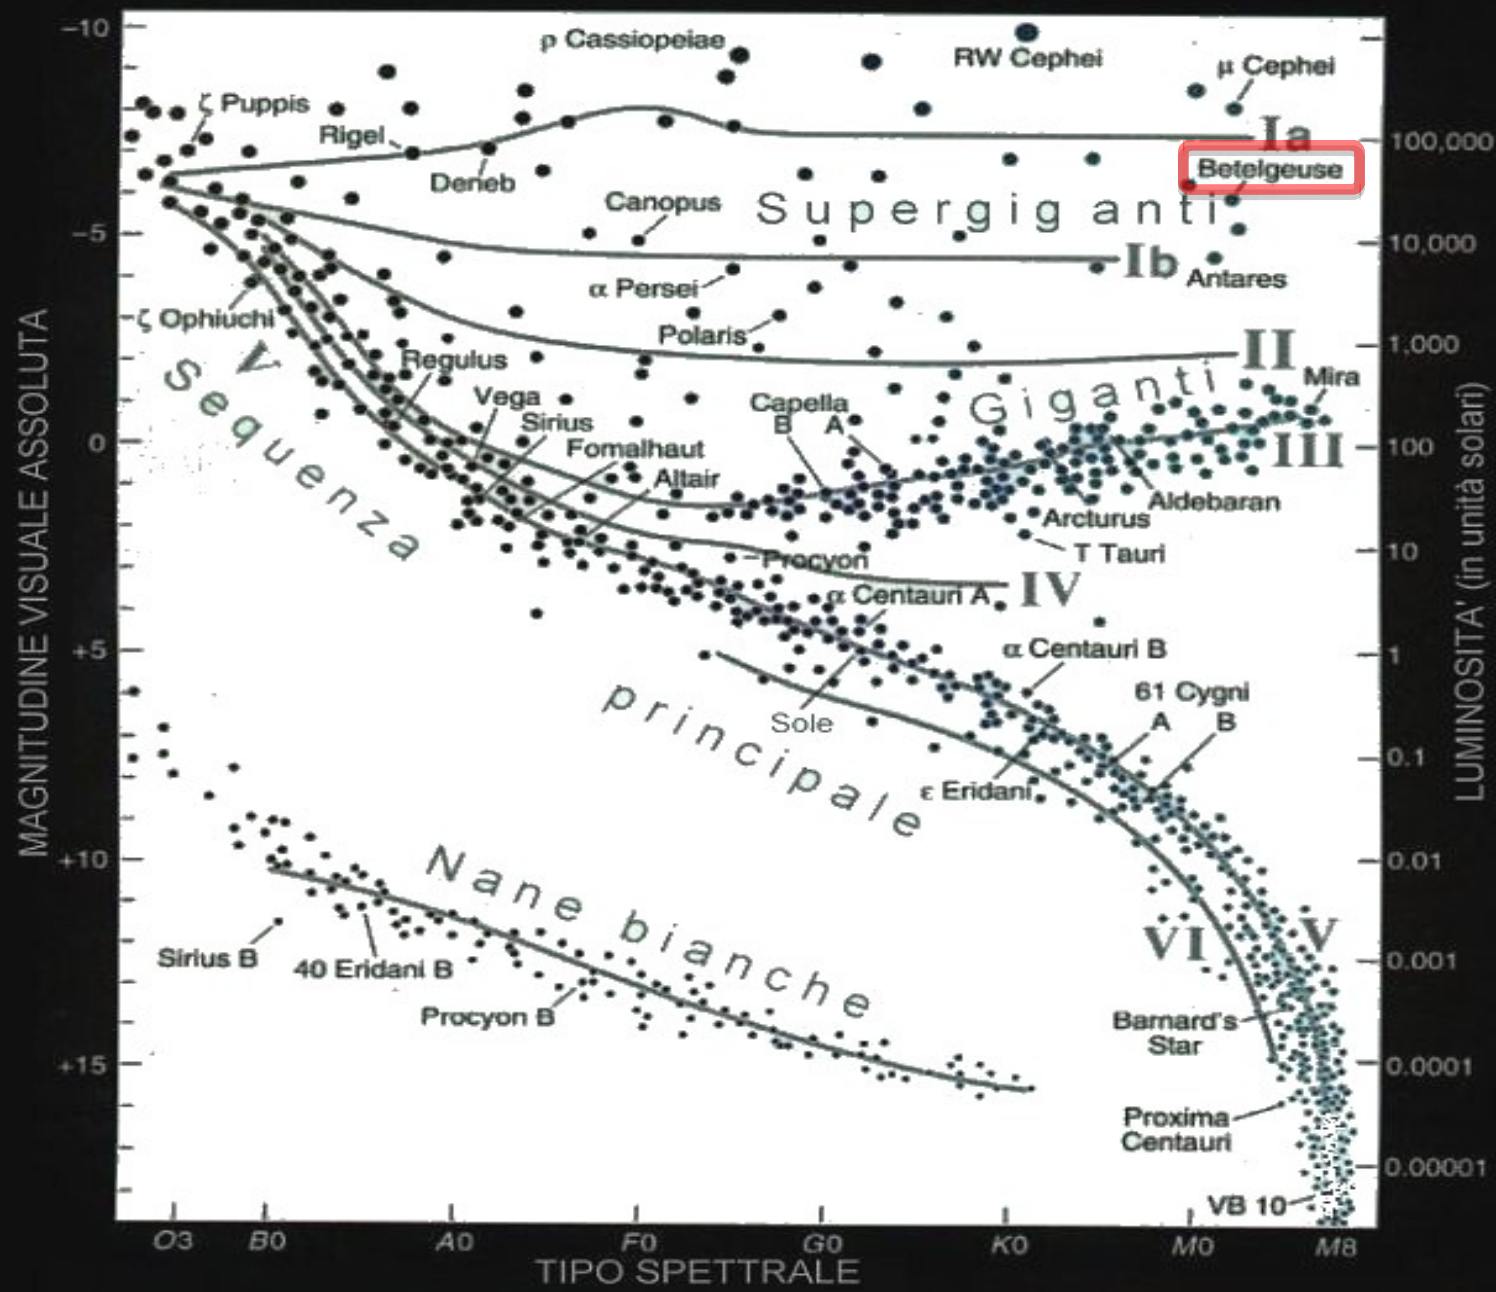 −10
ρ Cassiopeiae
RW Cephei
μ Cephei
ζ Puppis
Rigel
Ia
100,000
Betelgeuse
Deneb
Canopus
Supergiganti
−5
10,000
Ib
Antares
α Persei
ζ Ophiuchi
Polaris
II
1,000
V
Regulus
Giganti
Mira
Sequenza
Vega
Capella
B A
Sirius
0
100
Fomalhaut
III
Altair
Aldebaran
Arcturus
T Tauri
10
Procyon
IV
α Centauri A
+5
1
α Centauri B
61 Cygni
A B
principale
Sole
0.1
ε Eridani
+10
0.01
Nane bianche
VI
V
Sirius B
40 Eridani B
0.001
Procyon B
Barnard's
Star
+15
0.0001
Proxima
Centauri
0.00001
VB 10
O3 B0 A0 F0 G0 K0 M0 M8
TIPO SPETTRALE
MAGNITUDINE VISUALE ASSOLUTA
LUMINOSITA' (in unità solari)